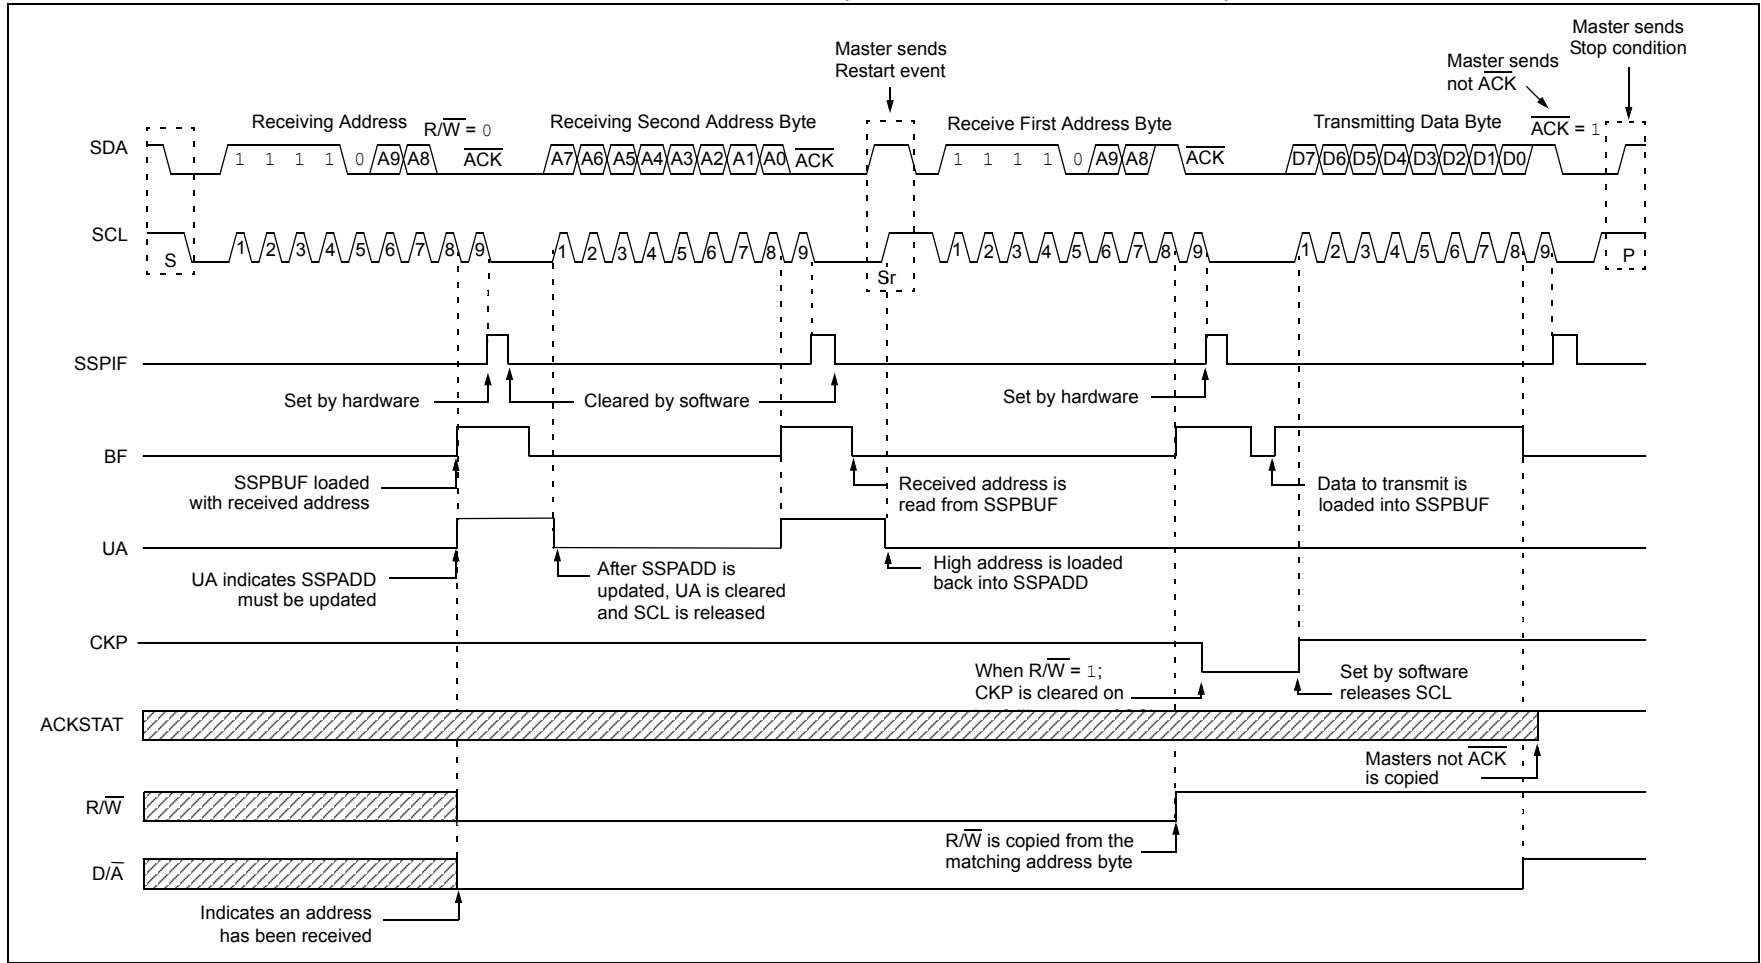 Master sends
Stop condition
Master sends
Restart event
Master sends
not ACK
Receiving Address
R/W = 0
Receiving Second Address Byte
Receive First Address Byte
Transmitting Data Byte
ACK = 1
SDA
1 1 1 1 0 A9 A8 ACK A7 A6 A5 A4 A3 A2 A1 A0 ACK 1 1 1 1 0 A9 A8 ACK D7 D6 D5 D4 D3 D2 D1 D0
SCL
S 1 2 3 4 5 6 7 8 9 1 2 3 4 5 6 7 8 9 Sr 1 2 3 4 5 6 7 8 9 1 2 3 4 5 6 7 8 9 P
SSPIF
Set by hardware
Cleared by software
Set by hardware
BF
SSPBUF loaded
with received address
Received address is
read from SSPBUF
Data to transmit is
loaded into SSPBUF
UA
UA indicates SSPADD
must be updated
After SSPADD is
updated, UA is cleared
and SCL is released
High address is loaded
back into SSPADD
CKP
When R/W = 1;
CKP is cleared on
Set by software
releases SCL
ACKSTAT
Masters not ACK
is copied
R/W
R/W is copied from the
matching address byte
D/A
Indicates an address
has been received